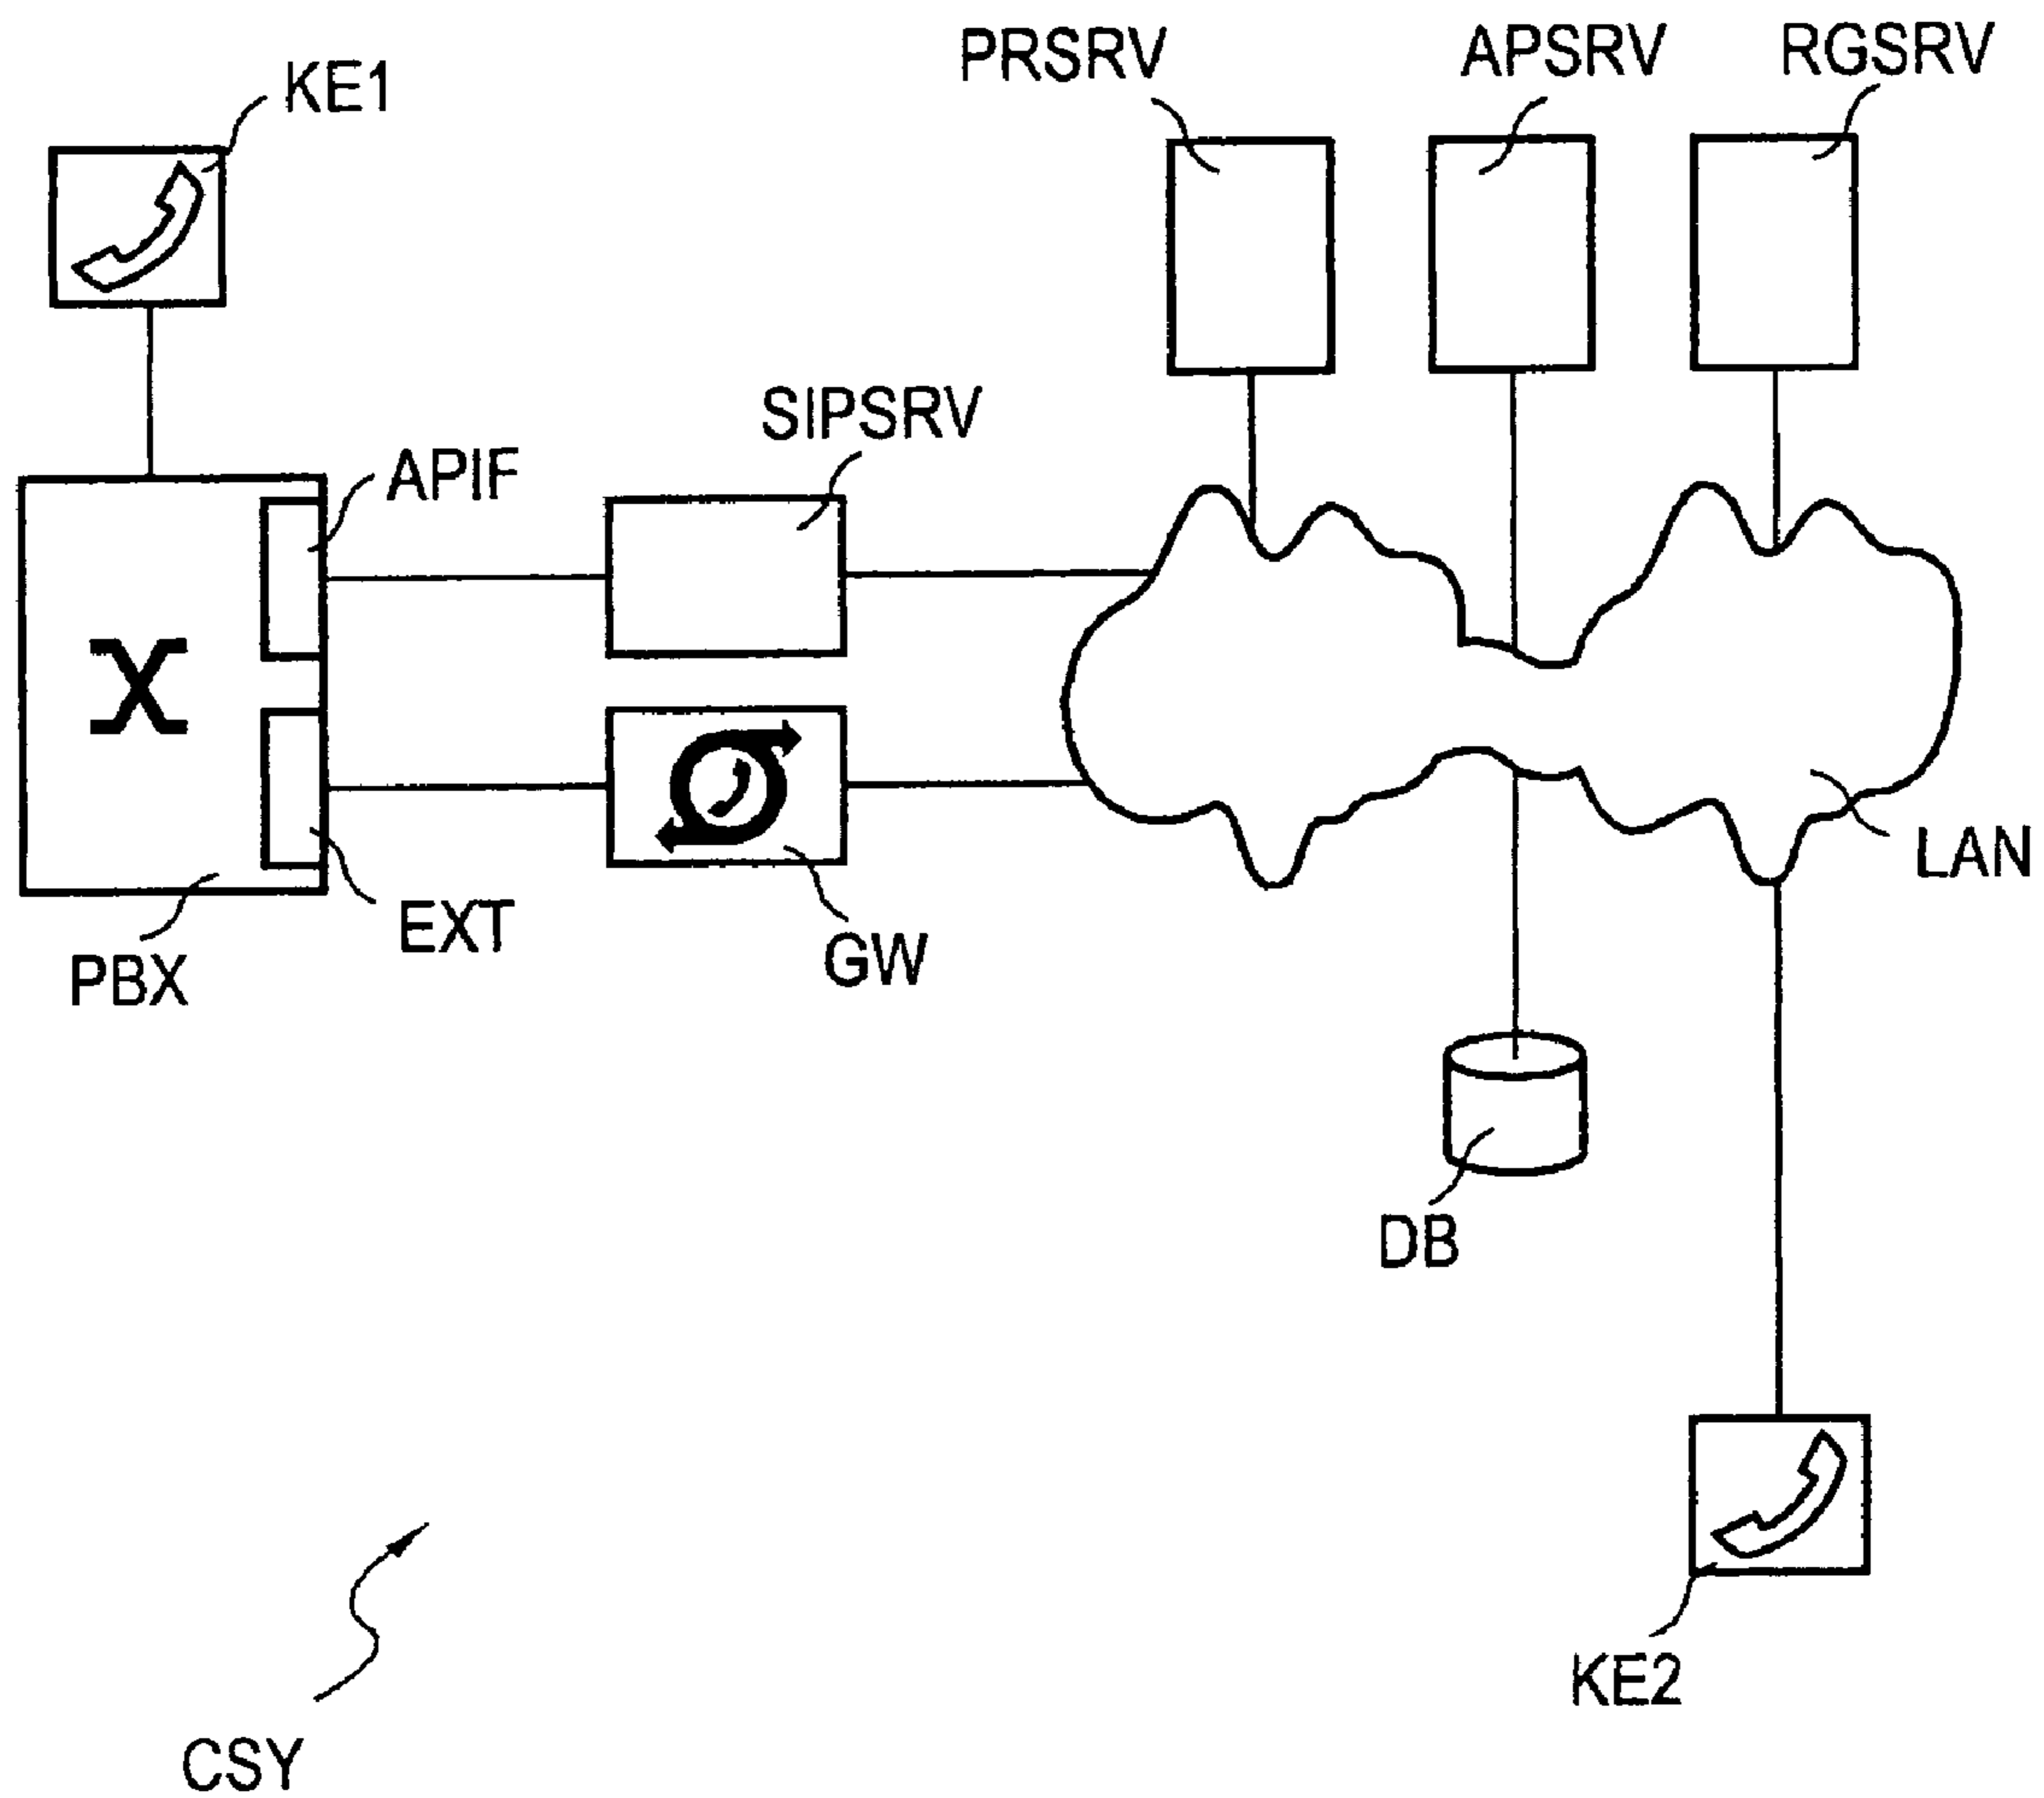 PRSRV
APSRV
RGSRV
KE1
SIPSRV
APIF
X
LAN
EXT
GW
PBX
DB
KE2
CSY